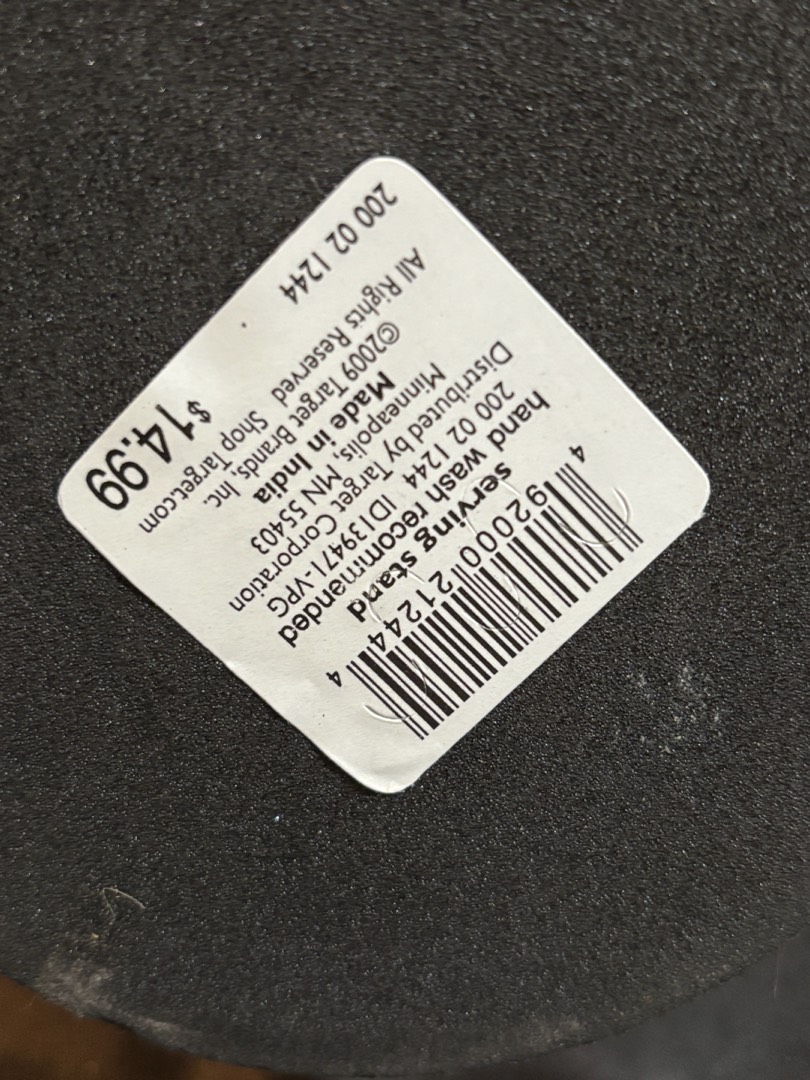 4 92000 21244 4
serving stand
hand wash recommended
200 02 1244 ID139471-VPG
Distributed by Target Corporation
Minneapolis, MN 55403
Made in India
©2009 Target Brands, Inc.
All Rights Reserved Shop Target.com
200 02 1244
$14.99